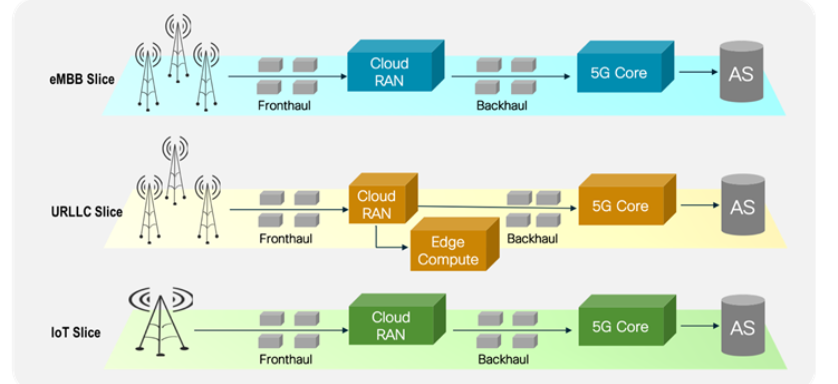 eMBB Slice
Cloud
RAN
5G Core
AS
Fronthaul
Backhaul
URLLC Slice
Cloud
RAN
5G Core
AS
Fronthaul
Edge
Compute
Backhaul
IoT Slice
Cloud
RAN
5G Core
AS
Fronthaul
Backhaul